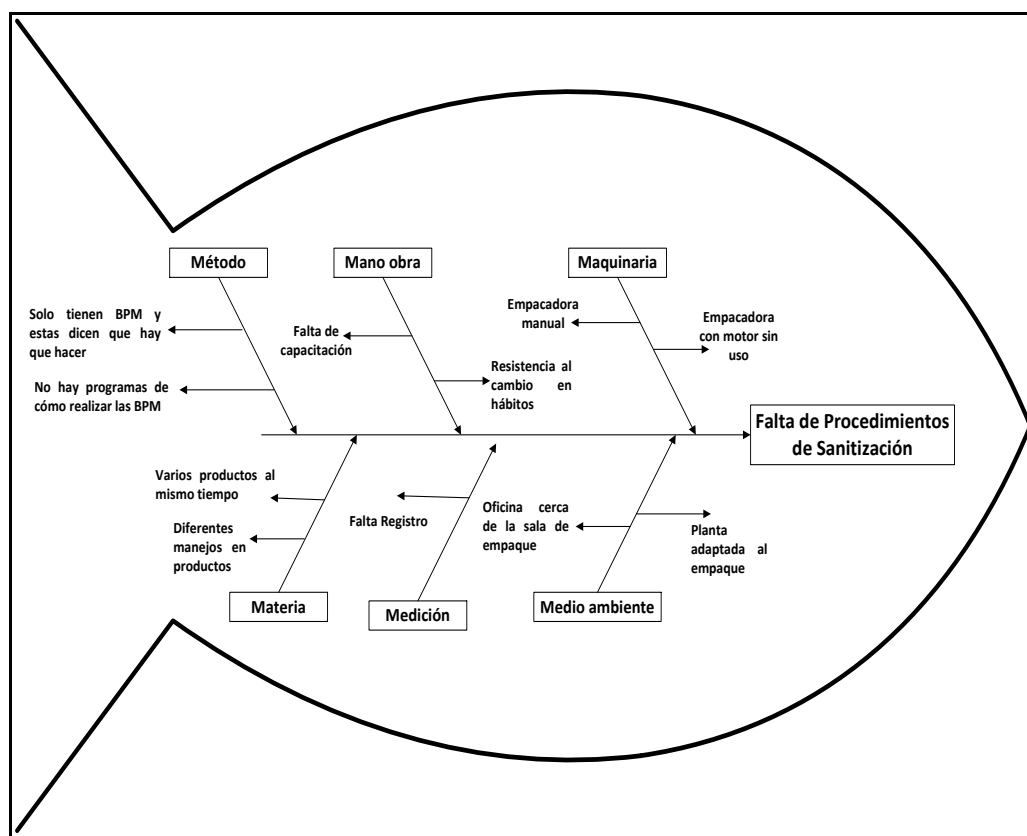 Método
Mano obra
Maquinaria
Solo tienen BPM y
estas dicen que hay
que hacer
No hay programas de
cómo realizar las BPM
Falta de
capacitación
Resistencia al
cambio en
hábitos
Empacadora
manual
Empacadora
con motor sin
uso
Falta de Procedimientos
de Sanitización
Varios productos al
mismo tiempo
Diferentes
manejos en
productos
Falta Registro
Oficina cerca
de la sala de
empaque
Planta
adaptada al
empaque
Materia
Medición
Medio ambiente